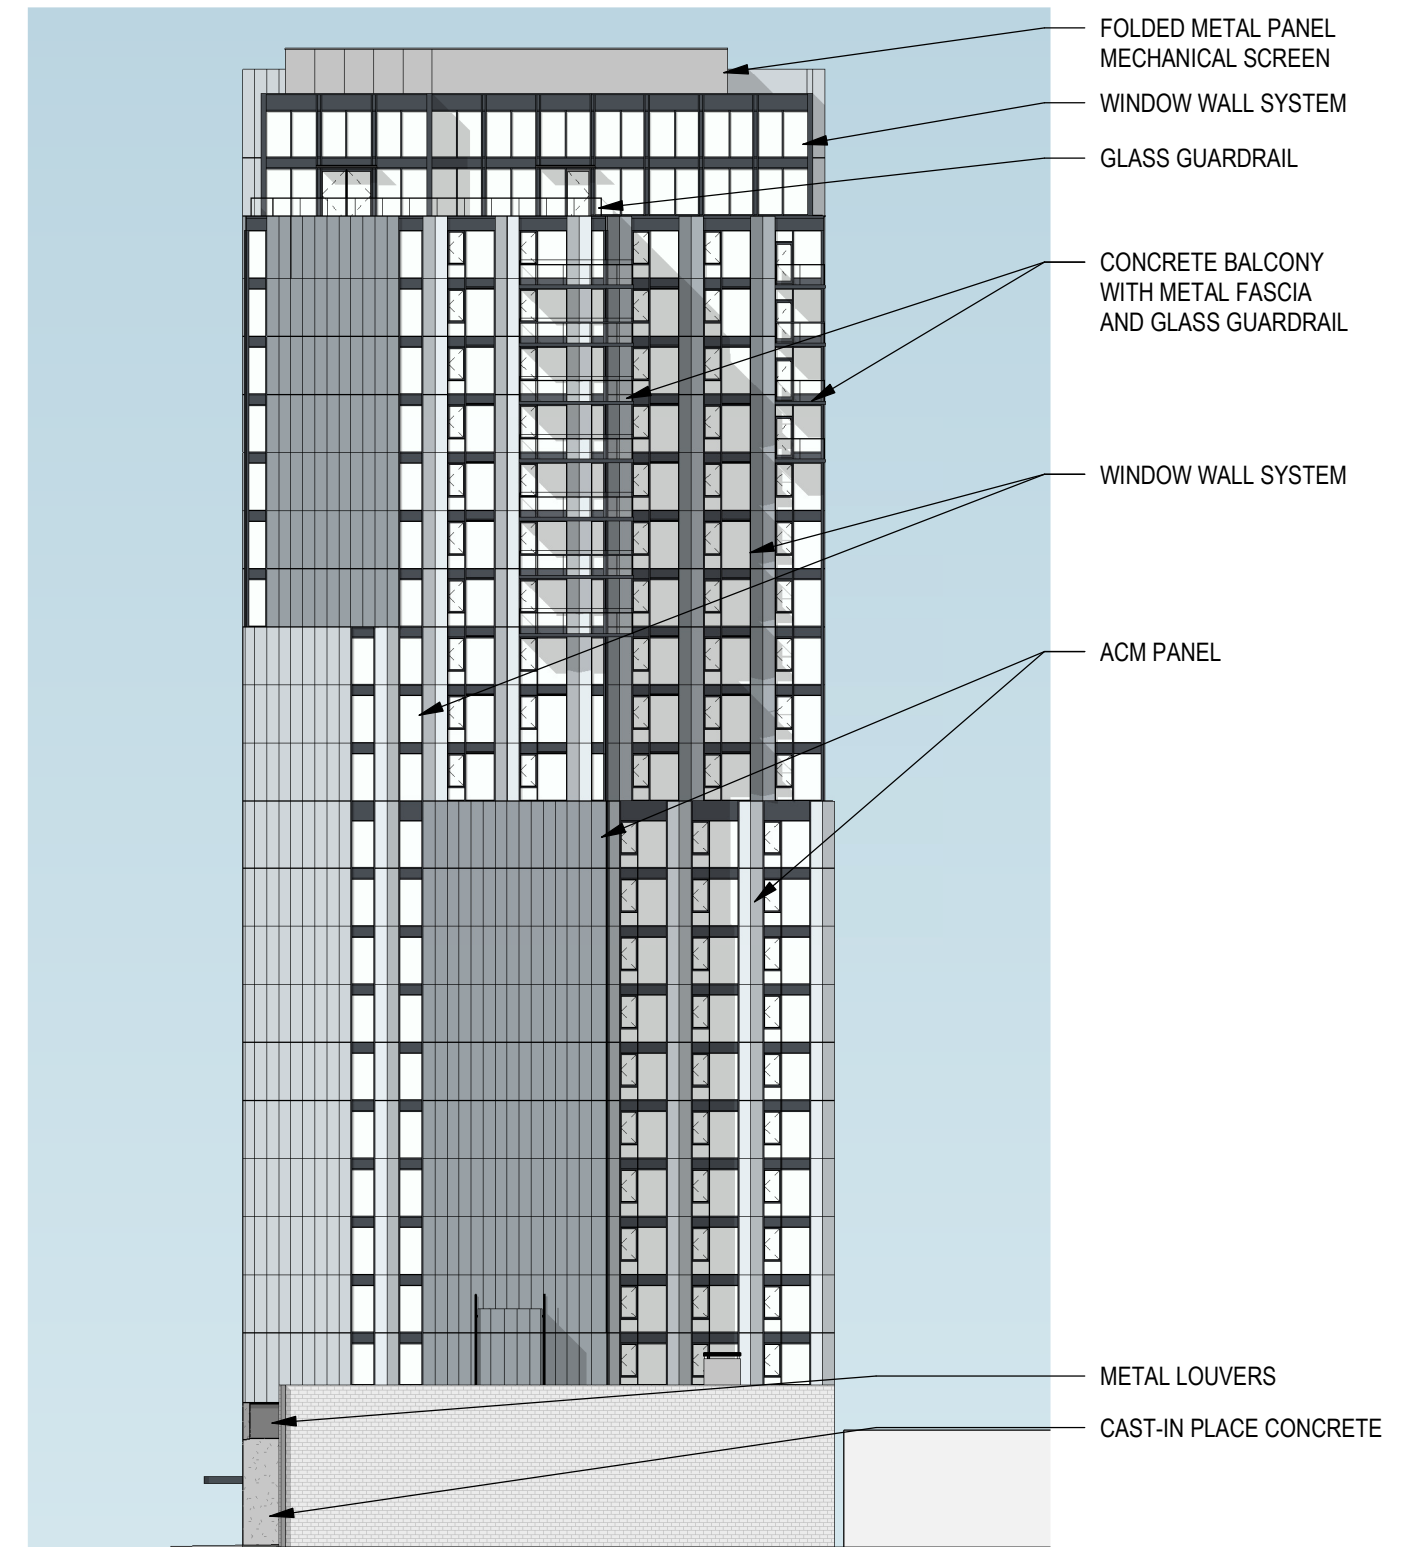 FOLDED METAL PANEL
MECHANICAL SCREEN
WINDOW WALL SYSTEM
GLASS GUARDRAIL
CONCRETE BALCONY
WITH METAL FASCIA
AND GLASS GUARDRAIL
WINDOW WALL SYSTEM
ACM PANEL
METAL LOUVERS
CAST-IN PLACE CONCRETE